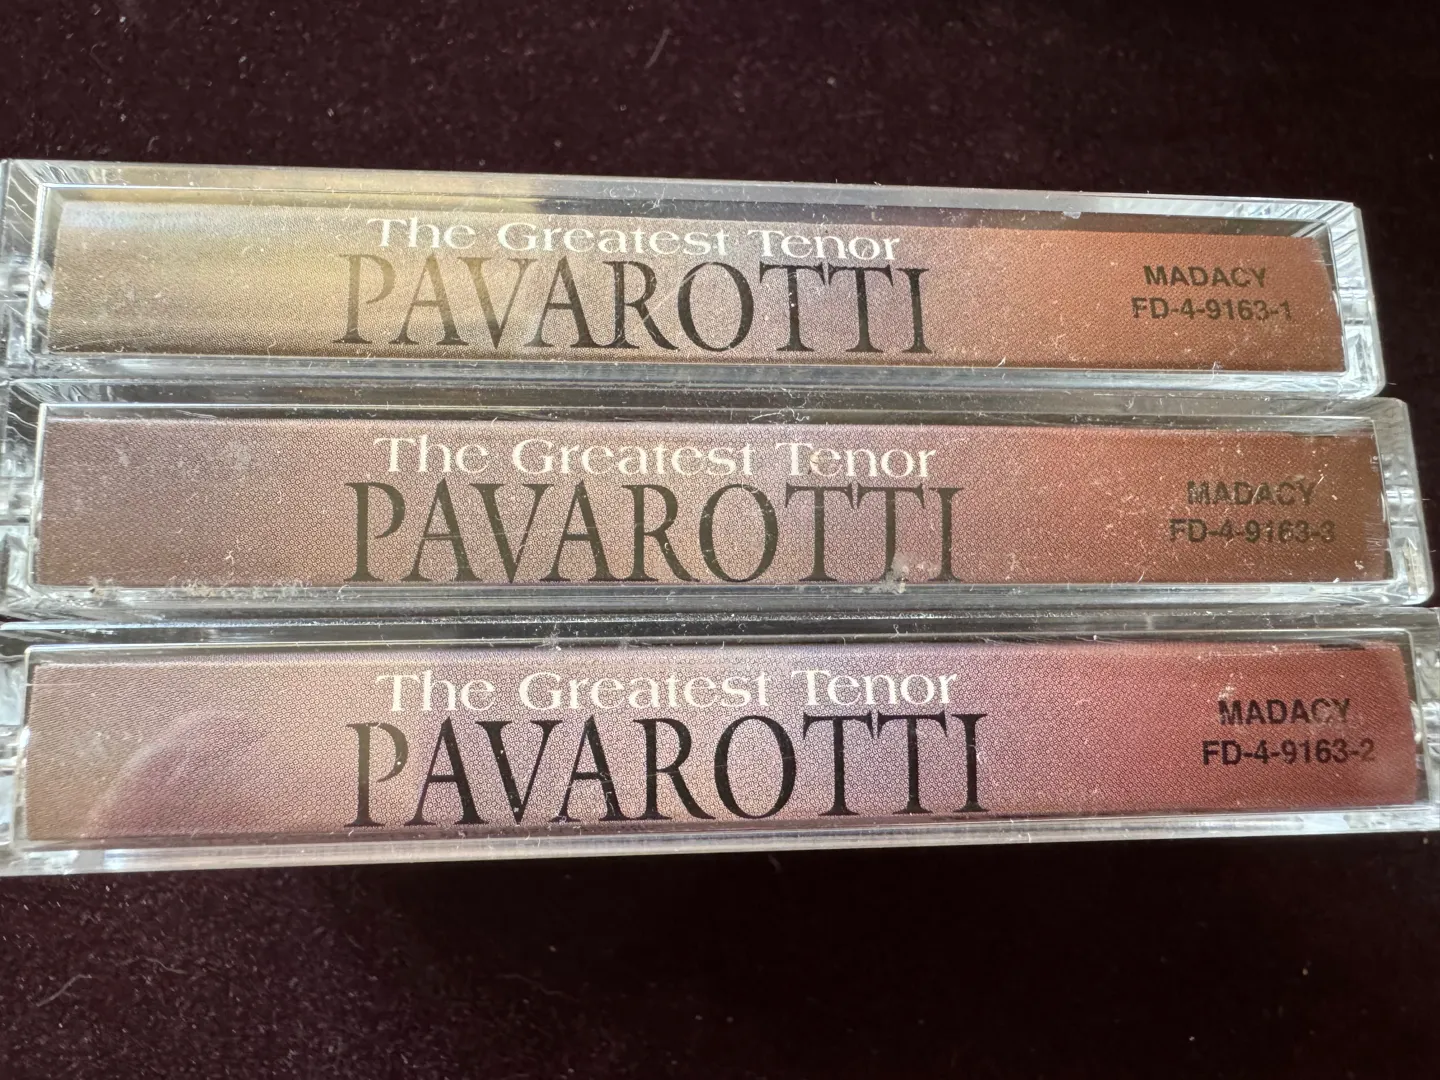 The Greatest Tenor
PAVAROTTI
MADACY
FD-4-9163-1
The Greatest Tenor
PAVAROTTI
MADACY
FD-4-9163-3
The Greatest Tenor
PAVAROTTI
MADACY
FD-4-9163-2